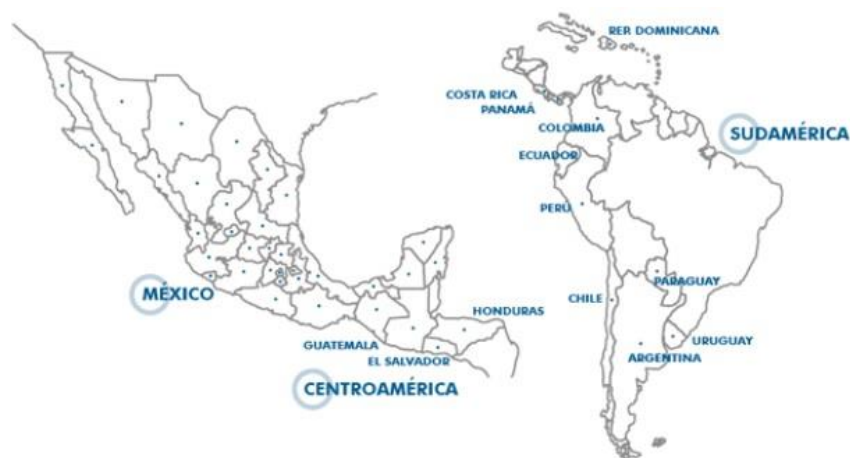 MÉXICO
GUATEMALA
EL SALVADOR
HONDURAS
CENTROAMÉRICA
REP. DOMINICANA
COSTA RICA
PANAMÁ
COLOMBIA
SUDAMÉRICA
ECUADOR
PERÚ
PARAGUAY
CHILE
URUGUAY
ARGENTINA